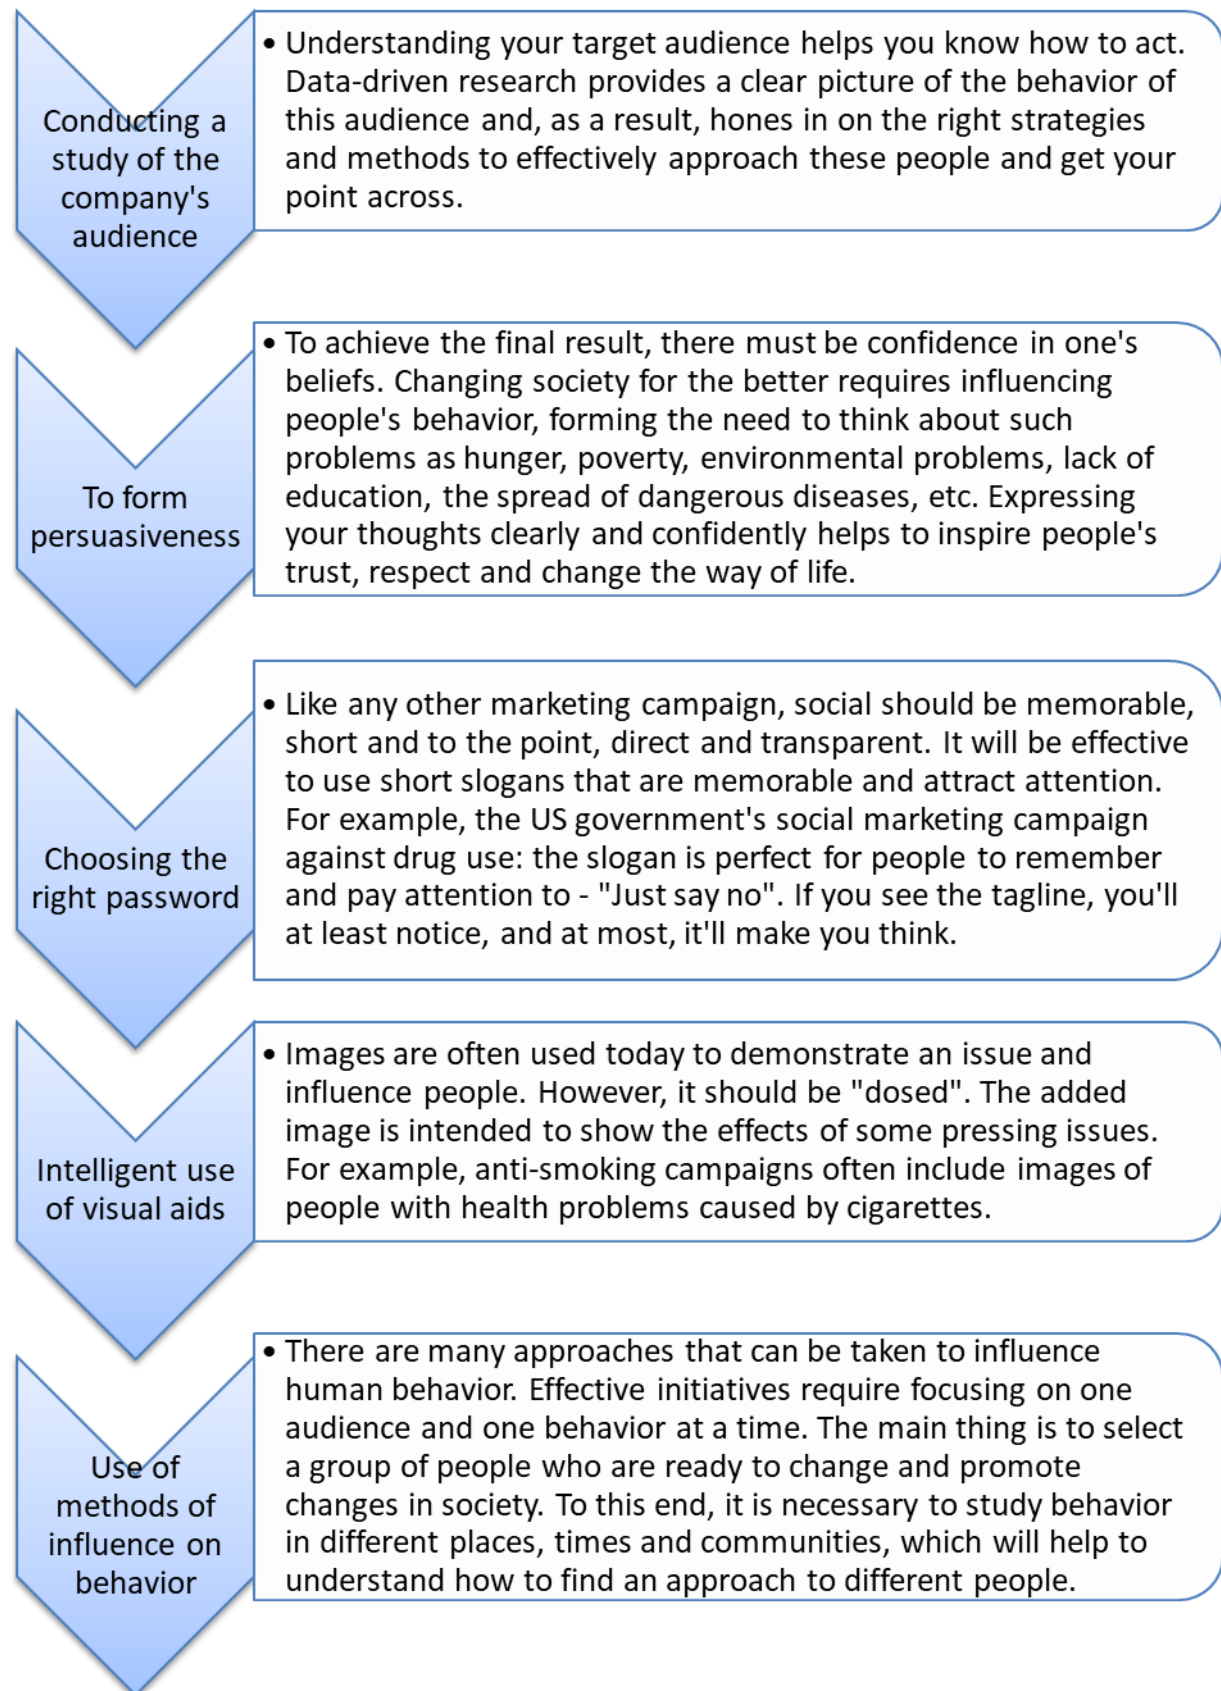 Conducting a
study of the
company's
audience
• Understanding your target audience helps you know how to act.
Data-driven research provides a clear picture of the behavior of
this audience and, as a result, hones in on the right strategies
and methods to effectively approach these people and get your
point across.
To form
persuasiveness
• To achieve the final result, there must be confidence in one's
beliefs. Changing society for the better requires influencing
people's behavior, forming the need to think about such
problems as hunger, poverty, environmental problems, lack of
education, the spread of dangerous diseases, etc. Expressing
your thoughts clearly and confidently helps to inspire people's
trust, respect and change the way of life.
Choosing the
right password
• Like any other marketing campaign, social should be memorable,
short and to the point, direct and transparent. It will be effective
to use short slogans that are memorable and attract attention.
For example, the US government's social marketing campaign
against drug use: the slogan is perfect for people to remember
and pay attention to - "Just say no". If you see the tagline, you'll
at least notice, and at most, it'll make you think.
Intelligent use
of visual aids
• Images are often used today to demonstrate an issue and
influence people. However, it should be "dosed". The added
image is intended to show the effects of some pressing issues.
For example, anti-smoking campaigns often include images of
people with health problems caused by cigarettes.
Use of
methods of
influence on
behavior
• There are many approaches that can be taken to influence
human behavior. Effective initiatives require focusing on one
audience and one behavior at a time. The main thing is to select
a group of people who are ready to change and promote
changes in society. To this end, it is necessary to study behavior
in different places, times and communities, which will help to
understand how to find an approach to different people.